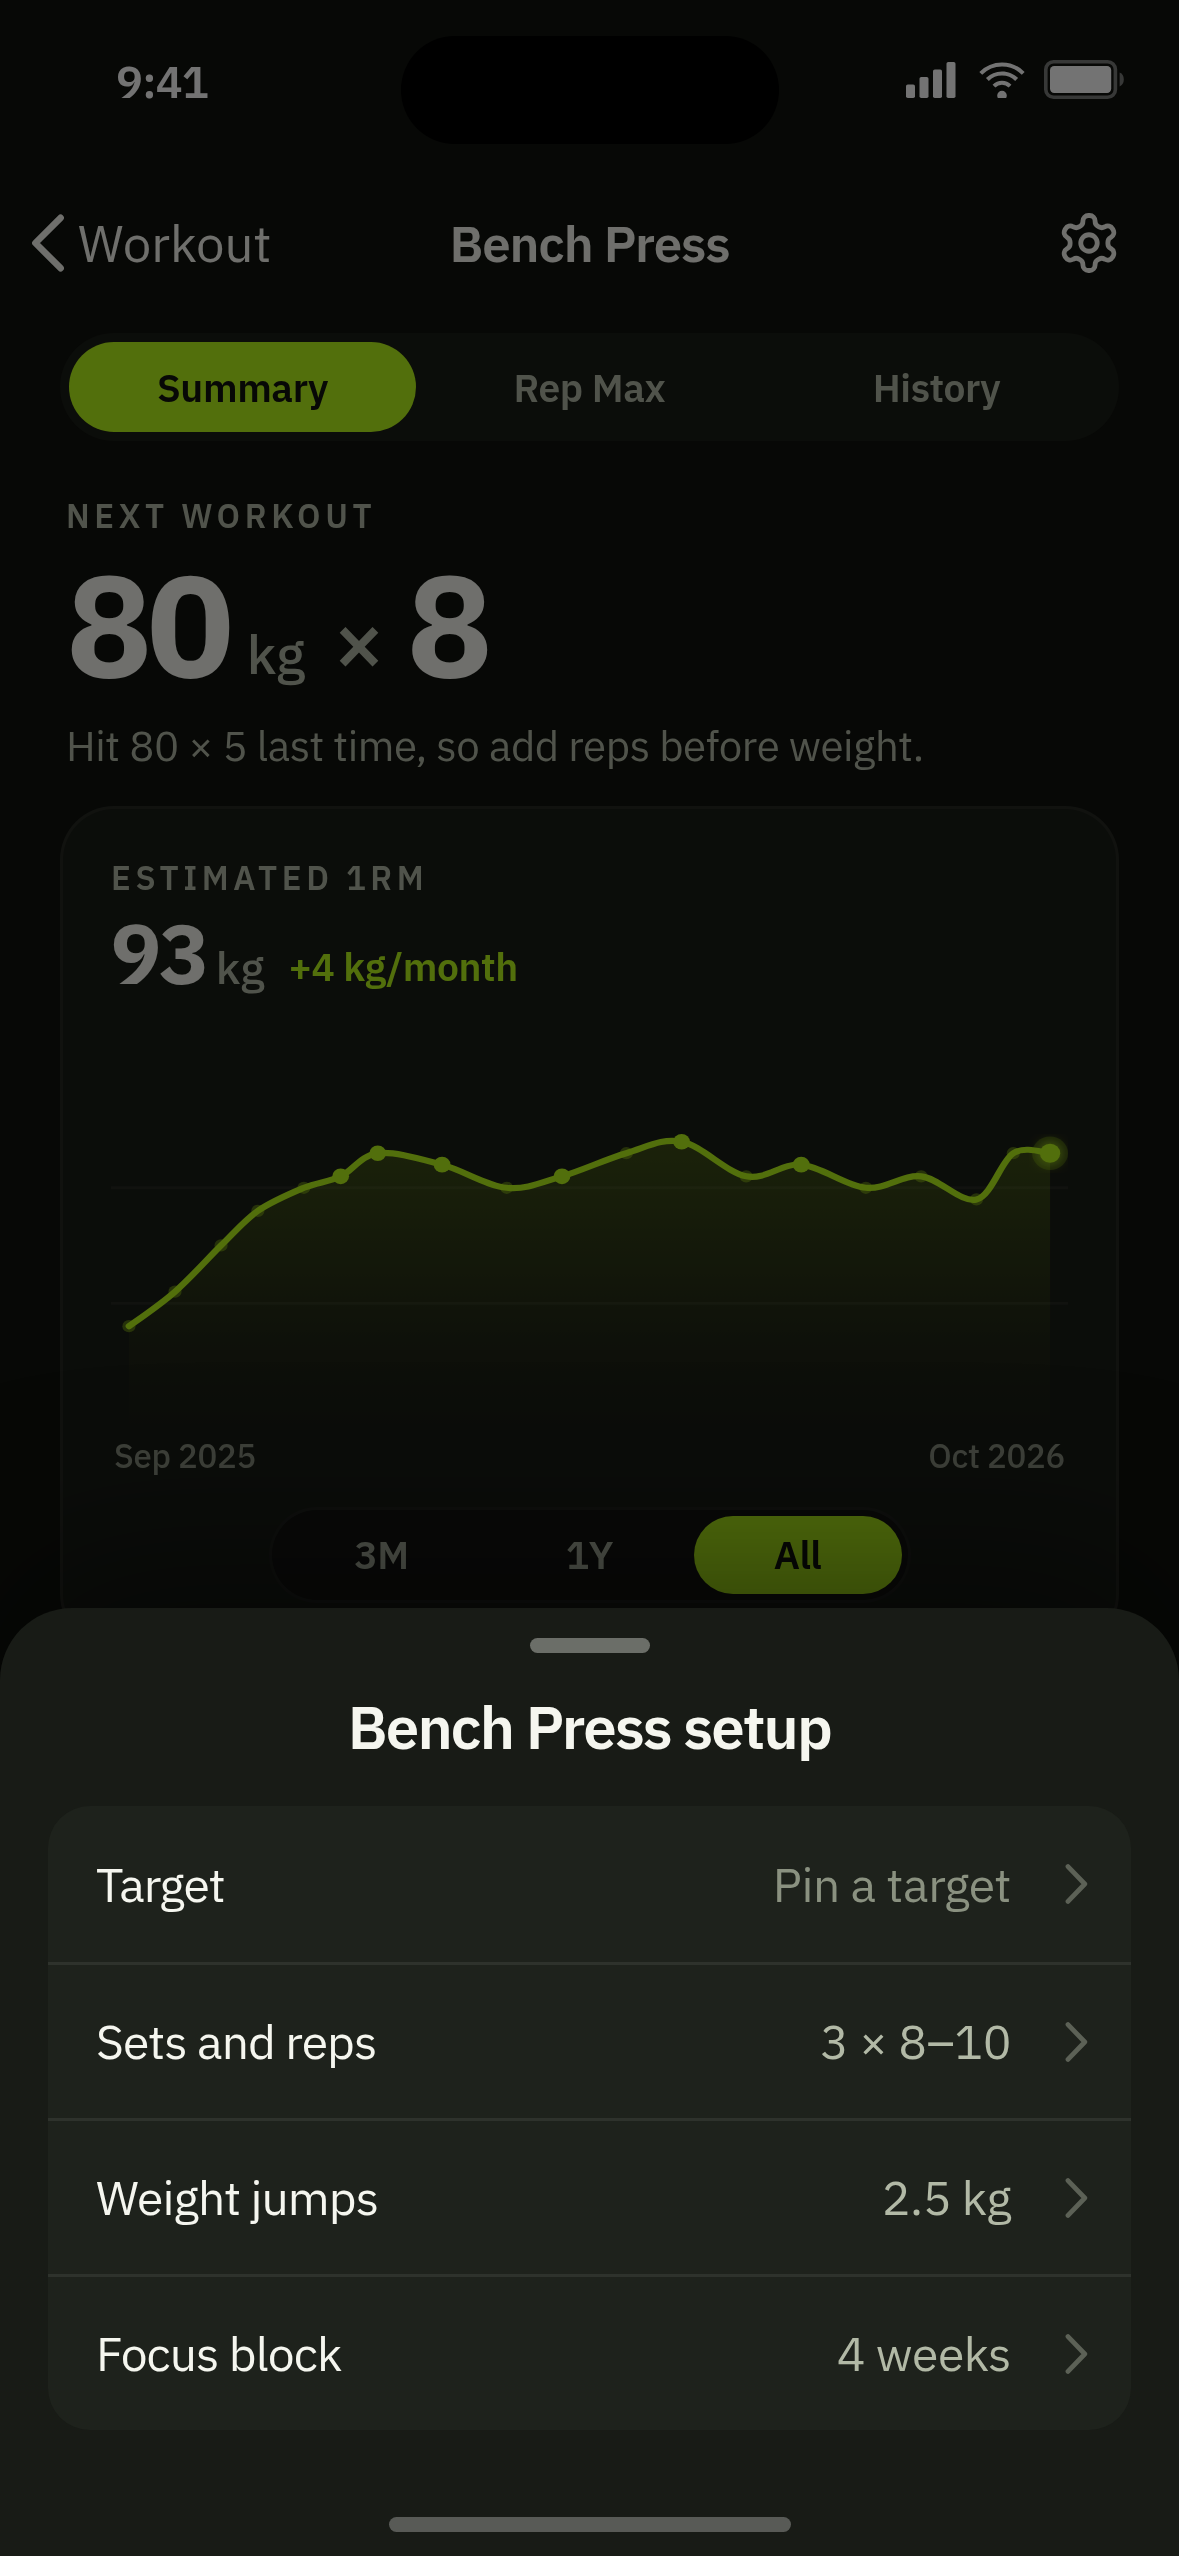 9:41
Workout
Bench Press
Summary
Rep Max
History
NEXT WORKOUT
80 kg × 8
Hit 80 × 5 last time, so add reps before weight.
ESTIMATED 1RM
93 kg +4 kg/month
Sep 2025
Oct 2026
3M
1Y
All
Bench Press setup
Target
Pin a target
Sets and reps
3 × 8–10
Weight jumps
2.5 kg
Focus block
4 weeks